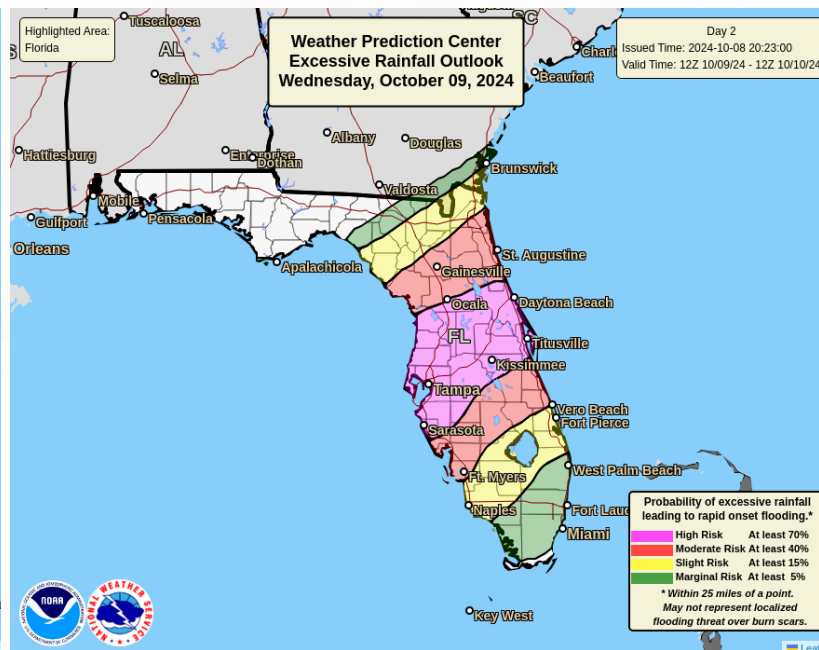 Highlighted Area:
Florida
Weather Prediction Center
Excessive Rainfall Outlook
Wednesday, October 09, 2024
Day 2
Issued Time: 2024-10-08 20:23:00
Valid Time: 12Z 10/09/24 - 12Z 10/10/24
Tuscaloosa
AL
SC
Selma
Beaufort
Albany
Douglas
Hattiesburg
Enterprise
Dothan
Brunswick
Valdosta
Mobile
Gulfport
Pensacola
Orleans
St. Augustine
Apalachicola
Gainesville
Ocala
Daytona Beach
FL
Titusville
Kissimmee
Tampa
Vero Beach
Fort Pierce
Sarasota
Ft. Myers
West Palm Beach
Naples
Fort Laud
Miami
Key West
Probability of excessive rainfall
leading to rapid onset flooding.*
High Risk At least 70%
Moderate Risk At least 40%
Slight Risk At least 15%
Marginal Risk At least 5%
* Within 25 miles of a point.
May not represent localized
flooding threat over burn scars.
NOAA
NATIONAL WEATHER SERVICE